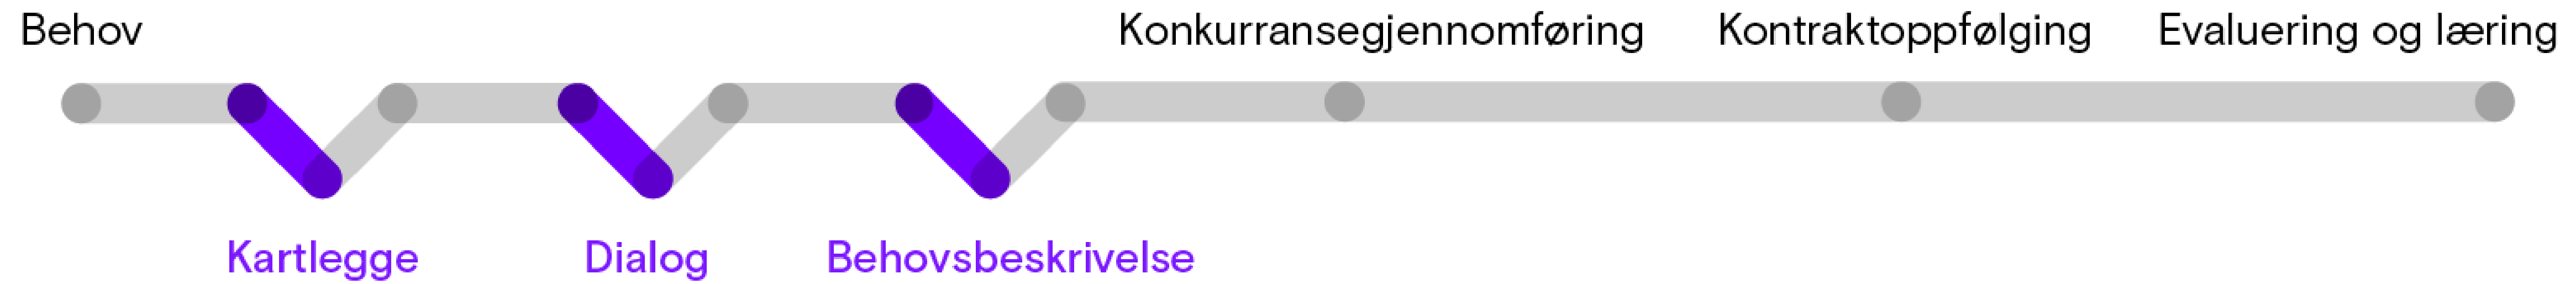 Behov
Konkurransegjennomføring
Kontraktoppfølging
Evaluering og læring
Kartlegge
Dialog
Behovsbeskrivelse